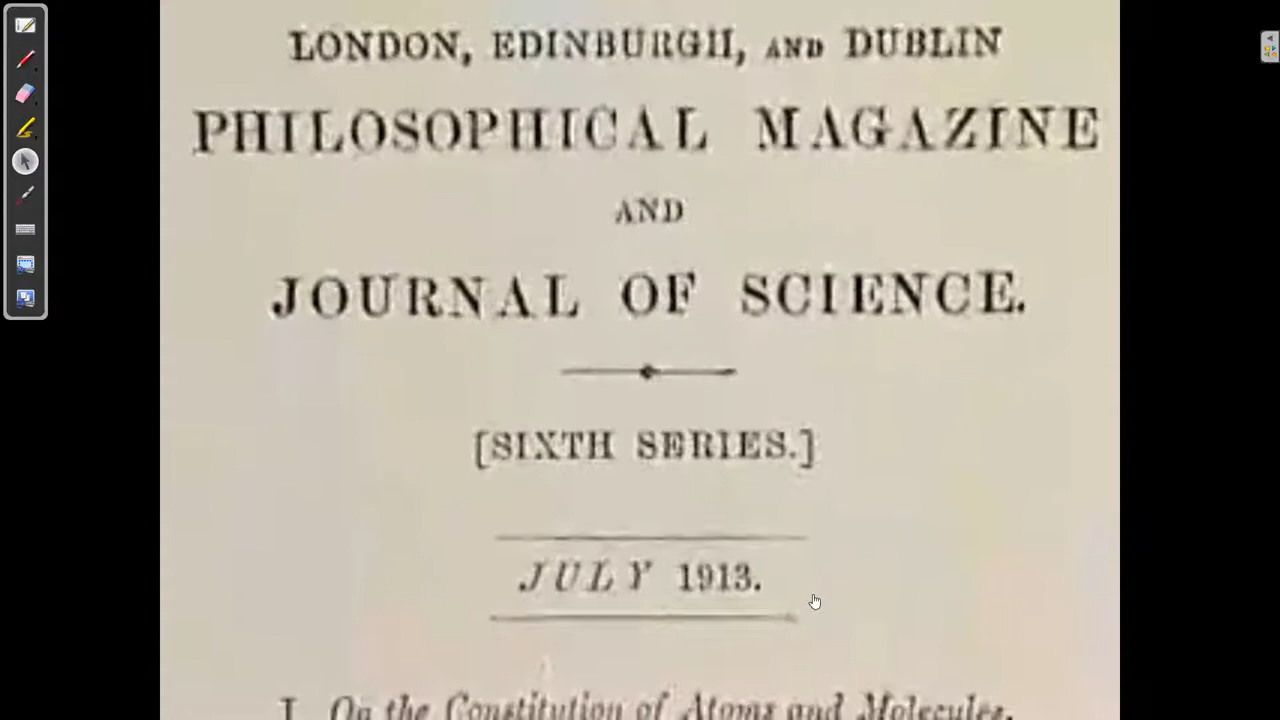 LONDON, EDINBURGH, AND DUBLIN
PHILOSOPHICAL MAGAZINE
AND
JOURNAL OF SCIENCE.
[SIXTH SERIES.]
JULY 1913.
I. On the Constitution of Atoms and Molecules.